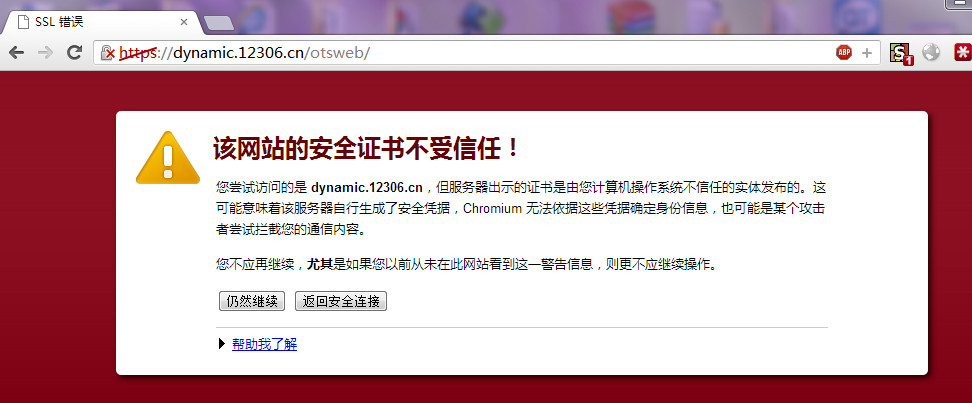 SSL 错误
https://dynamic.12306.cn/otsweb/
ABP
S
1
该网站的安全证书不受信任！
您尝试访问的是 dynamic.12306.cn，但服务器出示的证书是由您计算机操作系统不信任的实体发布的。这
可能意味着该服务器自行生成了安全凭据，Chromium 无法依据这些凭据确定身份信息，也可能是某个攻击
者尝试拦截您的通信内容。
您不应再继续，尤其是如果您以前从未在此网站看到这一警告信息，则更不应继续操作。
仍然继续 返回安全连接
帮助我了解